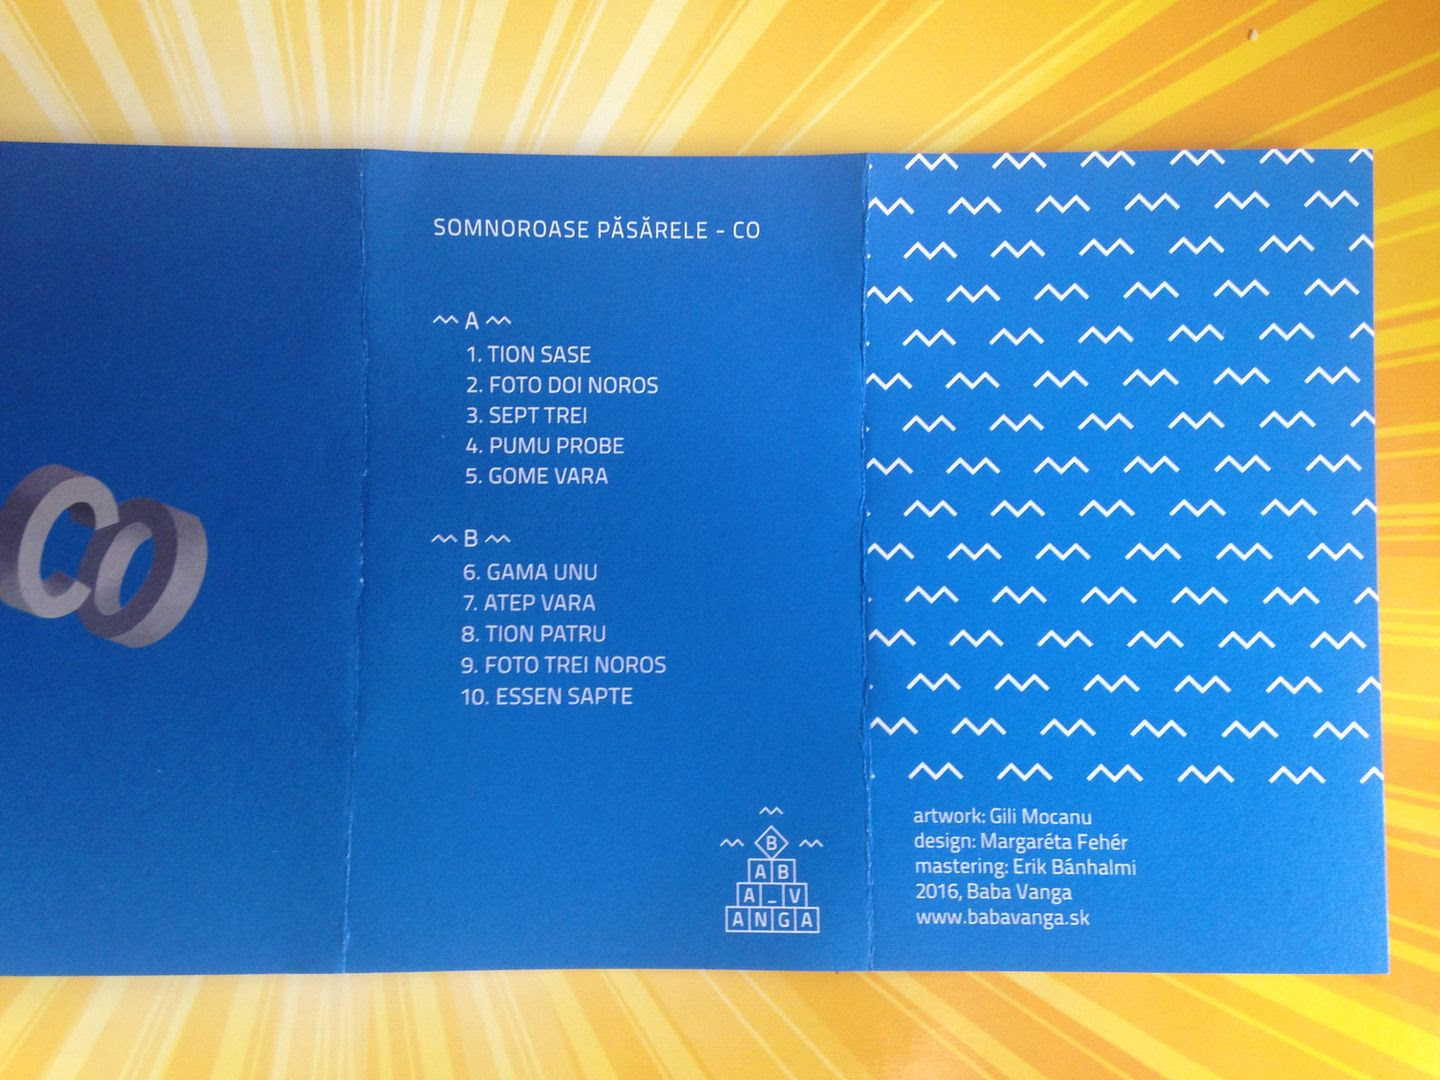 CO
SOMNOROASE PĂSĂRELE - CO
A
1. TION SASE
2. FOTO DOI NOROS
3. SEPT TREI
4. PUMU PROBE
5. GOME VARA
B
6. GAMA UNU
7. ATEP VARA
8. TION PATRU
9. FOTO TREI NOROS
10. ESSEN SAPTE
B
AB
A_V
ANGA
artwork: Gili Mocanu
design: Margaréta Fehér
mastering: Erik Bánhalmi
2016, Baba Vanga
www.babavanga.sk